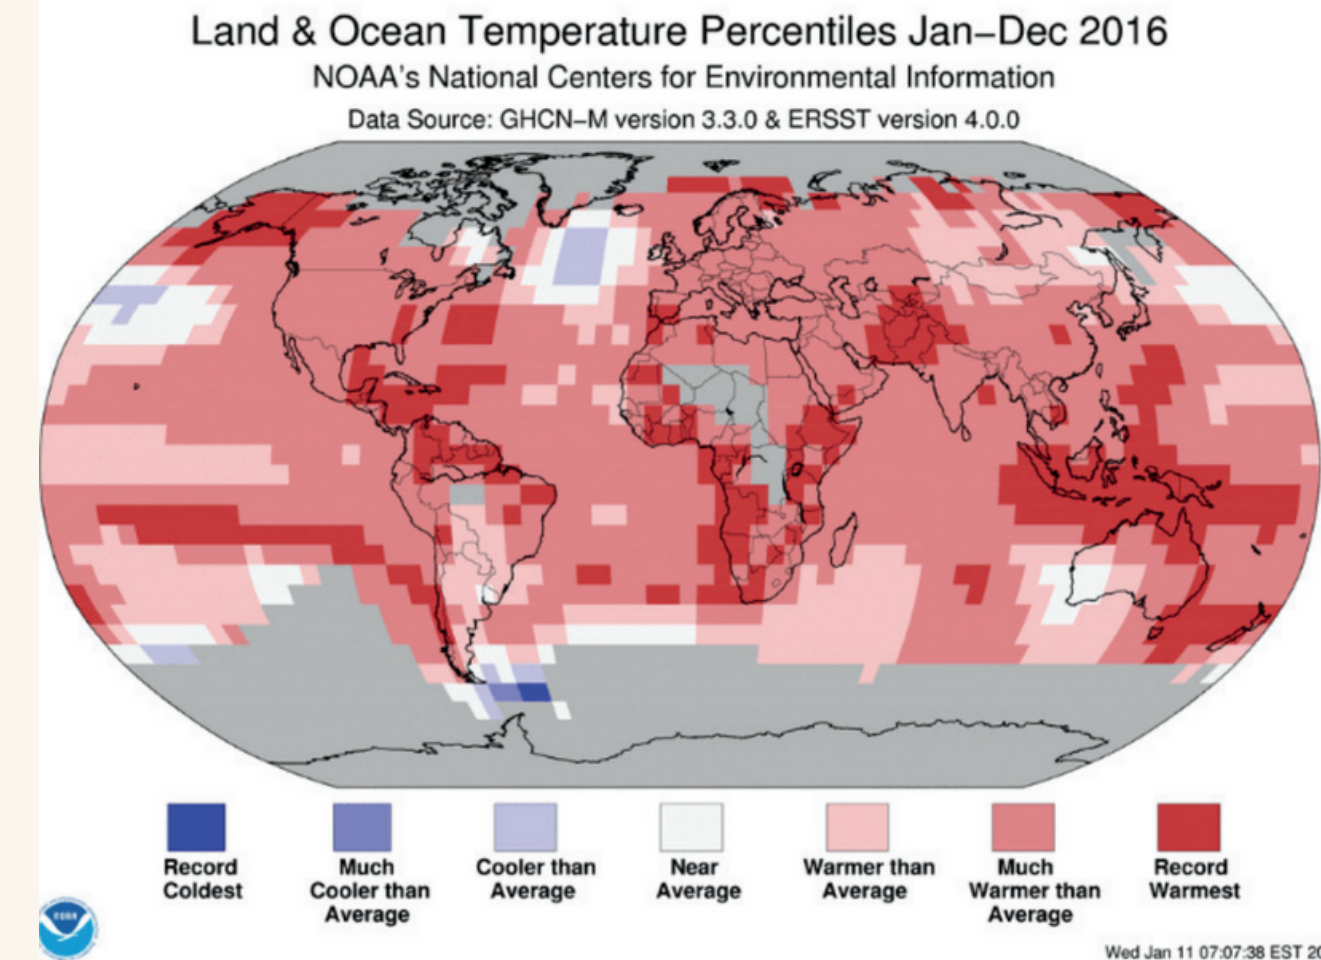 Land & Ocean Temperature Percentiles Jan–Dec 2016
NOAA's National Centers for Environmental Information
Data Source: GHCN–M version 3.3.0 & ERSST version 4.0.0
Record
Coldest
Much
Cooler than
Average
Cooler than
Average
Near
Average
Warmer than
Average
Much
Warmer than
Average
Record
Warmest
NOAA
Wed Jan 11 07:07:38 EST 20